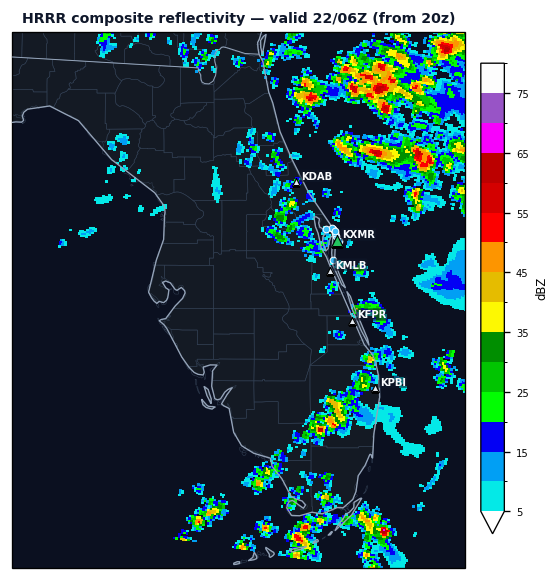 HRRR composite reflectivity — valid 22/06Z (from 20z)
KDAB
KXMR
KMLB
KFPR
KPBI
75
65
55
45
35
25
15
5
dBZ